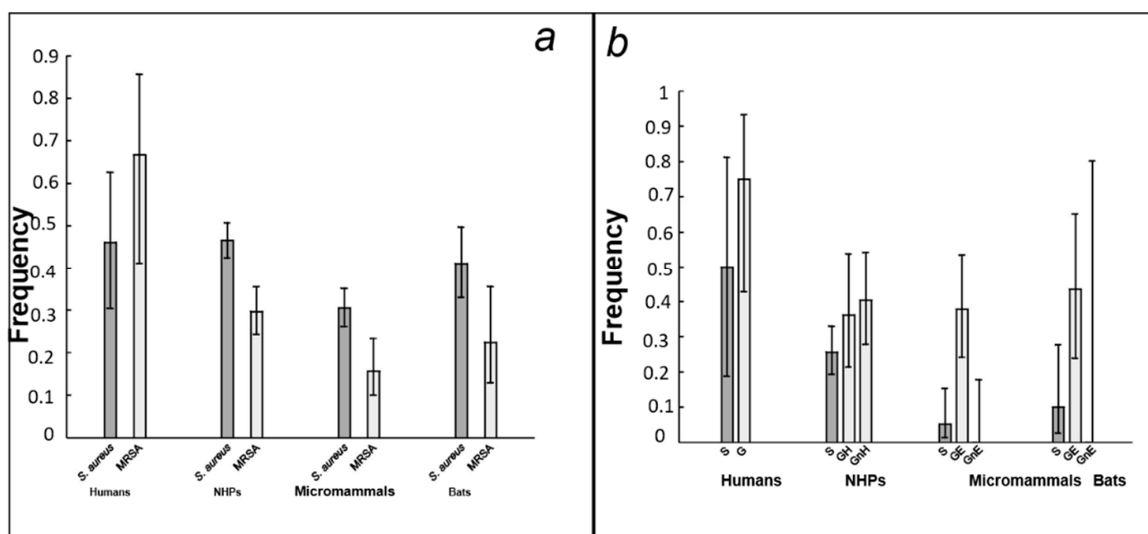 a
0.9
0.8
0.7
0.6
0.5
0.4
0.3
0.2
0.1
0
Frequency
S. aureus MRSA S. aureus MRSA S. aureus MRSA S. aureus MRSA
Humans NHPs Micromammals Bats
b
1
0.9
0.8
0.7
0.6
0.5
0.4
0.3
0.2
0.1
0
Frequency
S G S GH GnH S GE GnE S GE GnE
Humans NHPs Micromammals Bats